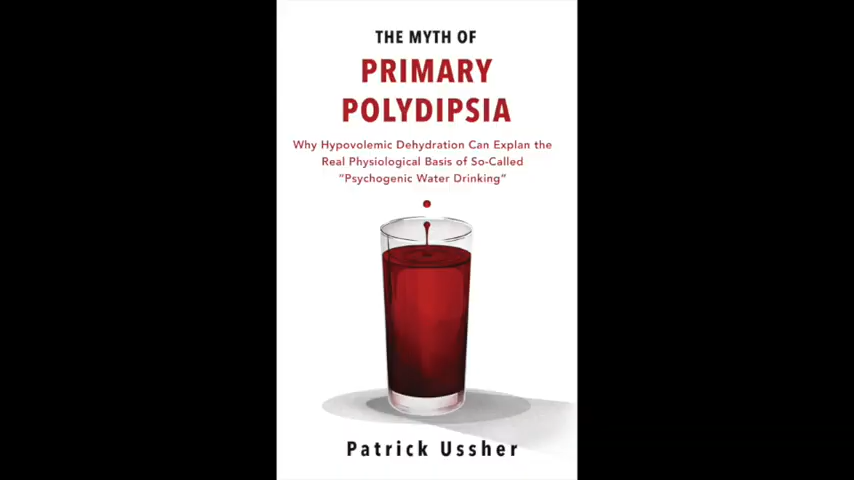 THE MYTH OF
PRIMARY
POLYDIPSIA
Why Hypovolemic Dehydration Can Explan the
Real Physiological Basis of So-Called
"Psychogenic Water Drinking"
Patrick Ussher